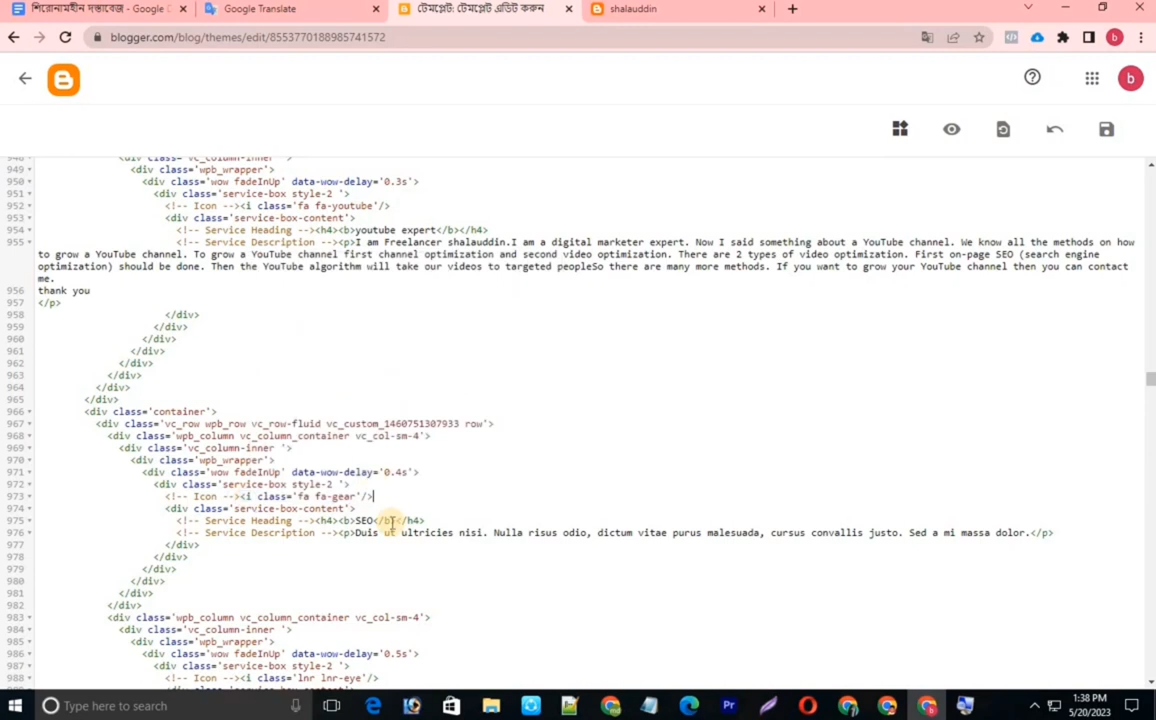 শিরোনামহীন দস্তাবেজ - Google D
Google Translate
টেমপ্লেট: টেমপ্লেট এডিট করুন
shalauddin
blogger.com/blog/themes/edit/8553770188985741572
b
b
948 <div class='vc_column-inner '>
949 <div class='wpb_wrapper'>
950 <div class='wow fadeInUp' data-wow-delay='0.3s'>
951 <div class='service-box style-2 '>
952 <!-- Icon --><i class='fa fa-youtube'/>
953 <div class='service-box-content'>
954 <!-- Service Heading --><h4><b>youtube expert</b></h4>
955 <!-- Service Description --><p>I am Freelancer shalauddin.I am a digital marketer expert. Now I said something about a YouTube channel. We know all the methods on how
to grow a YouTube channel. To grow a YouTube channel first channel optimization and second video optimization. There are 2 types of video optimization. First on-page SEO (search engine
optimization) should be done. Then the YouTube algorithm will take our videos to targeted peopleSo there are many more methods. If you want to grow your YouTube channel then you can contact
me.
956 thank you
957 </p>
958 </div>
959 </div>
960 </div>
961 </div>
962 </div>
963 </div>
964 </div>
965 </div>
966 <div class='container'>
967 <div class='vc_row wpb_row vc_row-fluid vc_custom_1460751307933 row'>
968 <div class='wpb_column vc_column_container vc_col-sm-4'>
969 <div class='vc_column-inner '>
970 <div class='wpb_wrapper'>
971 <div class='wow fadeInUp' data-wow-delay='0.4s'>
972 <div class='service-box style-2 '>
973 <!-- Icon --><i class='fa fa-gear'/>
974 <div class='service-box-content'>
975 <!-- Service Heading --><h4><b>SEO</b></h4>
976 <!-- Service Description --><p>Duis ut ultricies nisi. Nulla risus odio, dictum vitae purus malesuada, cursus convallis justo. Sed a mi massa dolor.</p>
977 </div>
978 </div>
979 </div>
980 </div>
981 </div>
982 </div>
983 <div class='wpb_column vc_column_container vc_col-sm-4'>
984 <div class='vc_column-inner '>
985 <div class='wpb_wrapper'>
986 <div class='wow fadeInUp' data-wow-delay='0.5s'>
987 <div class='service-box style-2 '>
988 <!-- Icon --><i class='lnr lnr-eye'/>
Type here to search
1:38 PM
5/20/2023